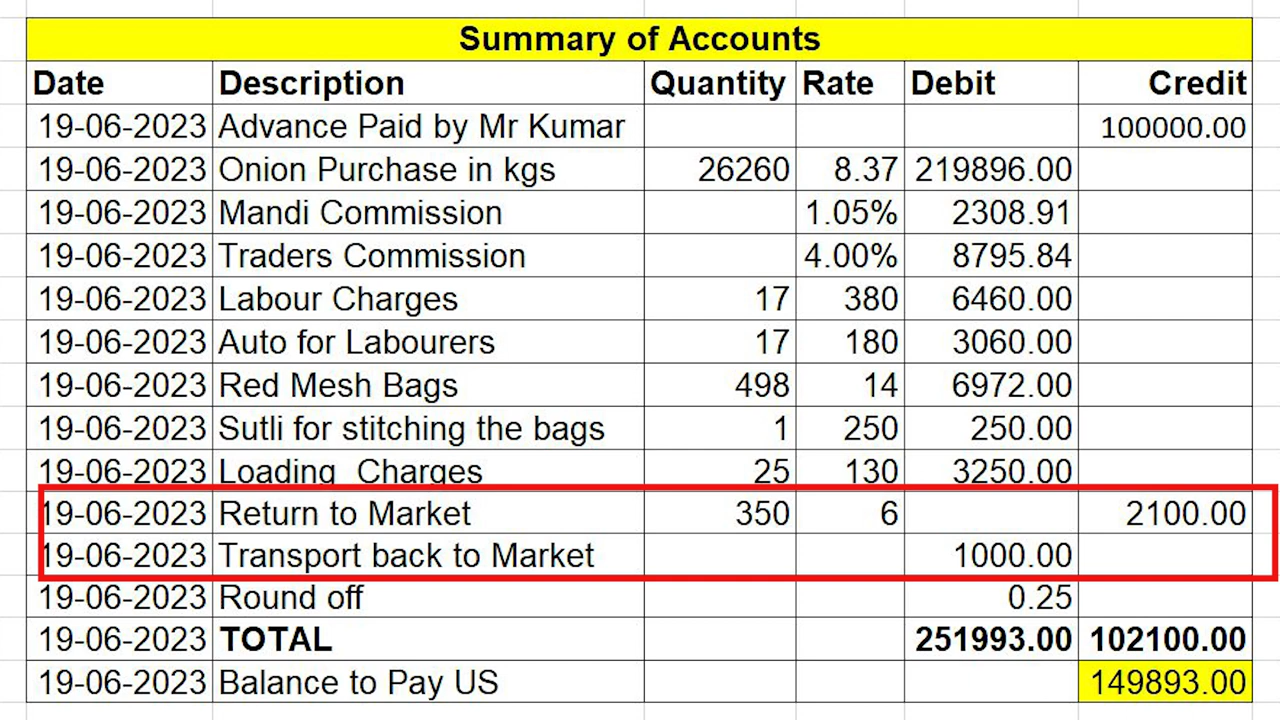 Summary of Accounts
Date Description Quantity Rate Debit Credit
19-06-2023 Advance Paid by Mr Kumar 100000.00
19-06-2023 Onion Purchase in kgs 26260 8.37 219896.00
19-06-2023 Mandi Commission 1.05% 2308.91
19-06-2023 Traders Commission 4.00% 8795.84
19-06-2023 Labour Charges 17 380 6460.00
19-06-2023 Auto for Labourers 17 180 3060.00
19-06-2023 Red Mesh Bags 498 14 6972.00
19-06-2023 Sutli for stitching the bags 1 250 250.00
19-06-2023 Loading Charges 25 130 3250.00
19-06-2023 Return to Market 350 6 2100.00
19-06-2023 Transport back to Market 1000.00
19-06-2023 Round off 0.25
19-06-2023 TOTAL 251993.00 102100.00
19-06-2023 Balance to Pay US 149893.00